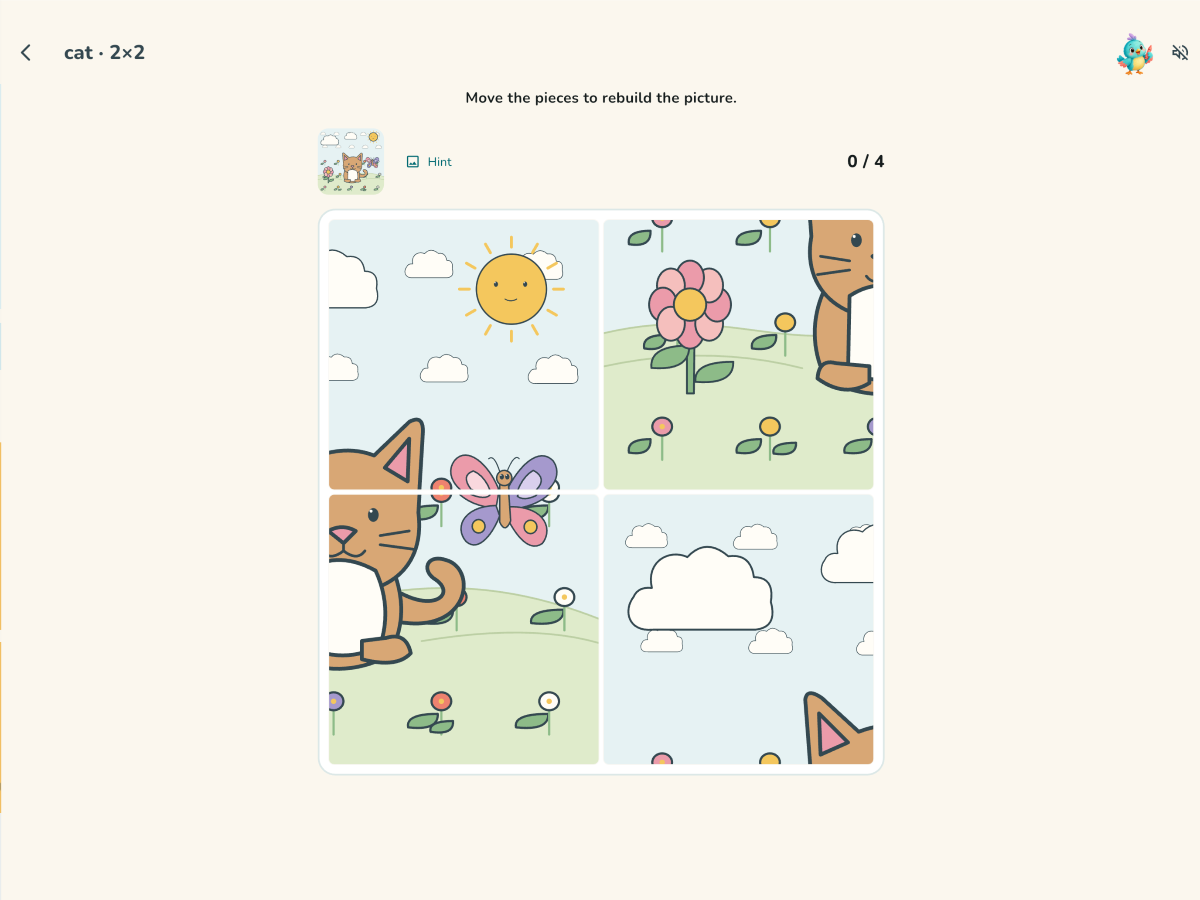 cat · 2×2
Move the pieces to rebuild the picture.
Hint
0 / 4